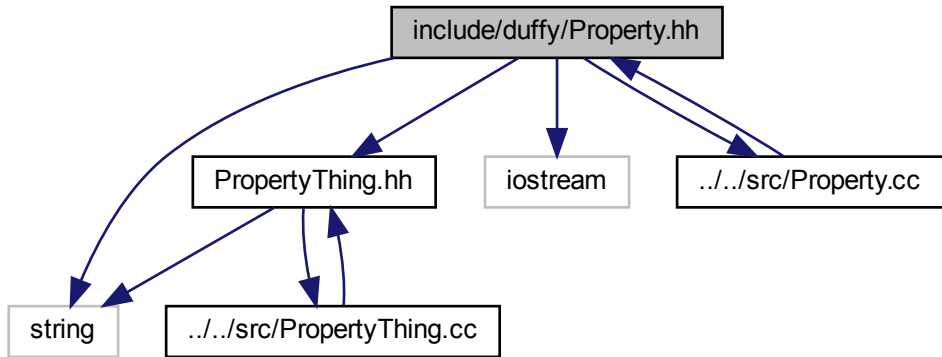 include/duffy/Property.hh
PropertyThing.hh
iostream
../../src/Property.cc
string
../../src/PropertyThing.cc